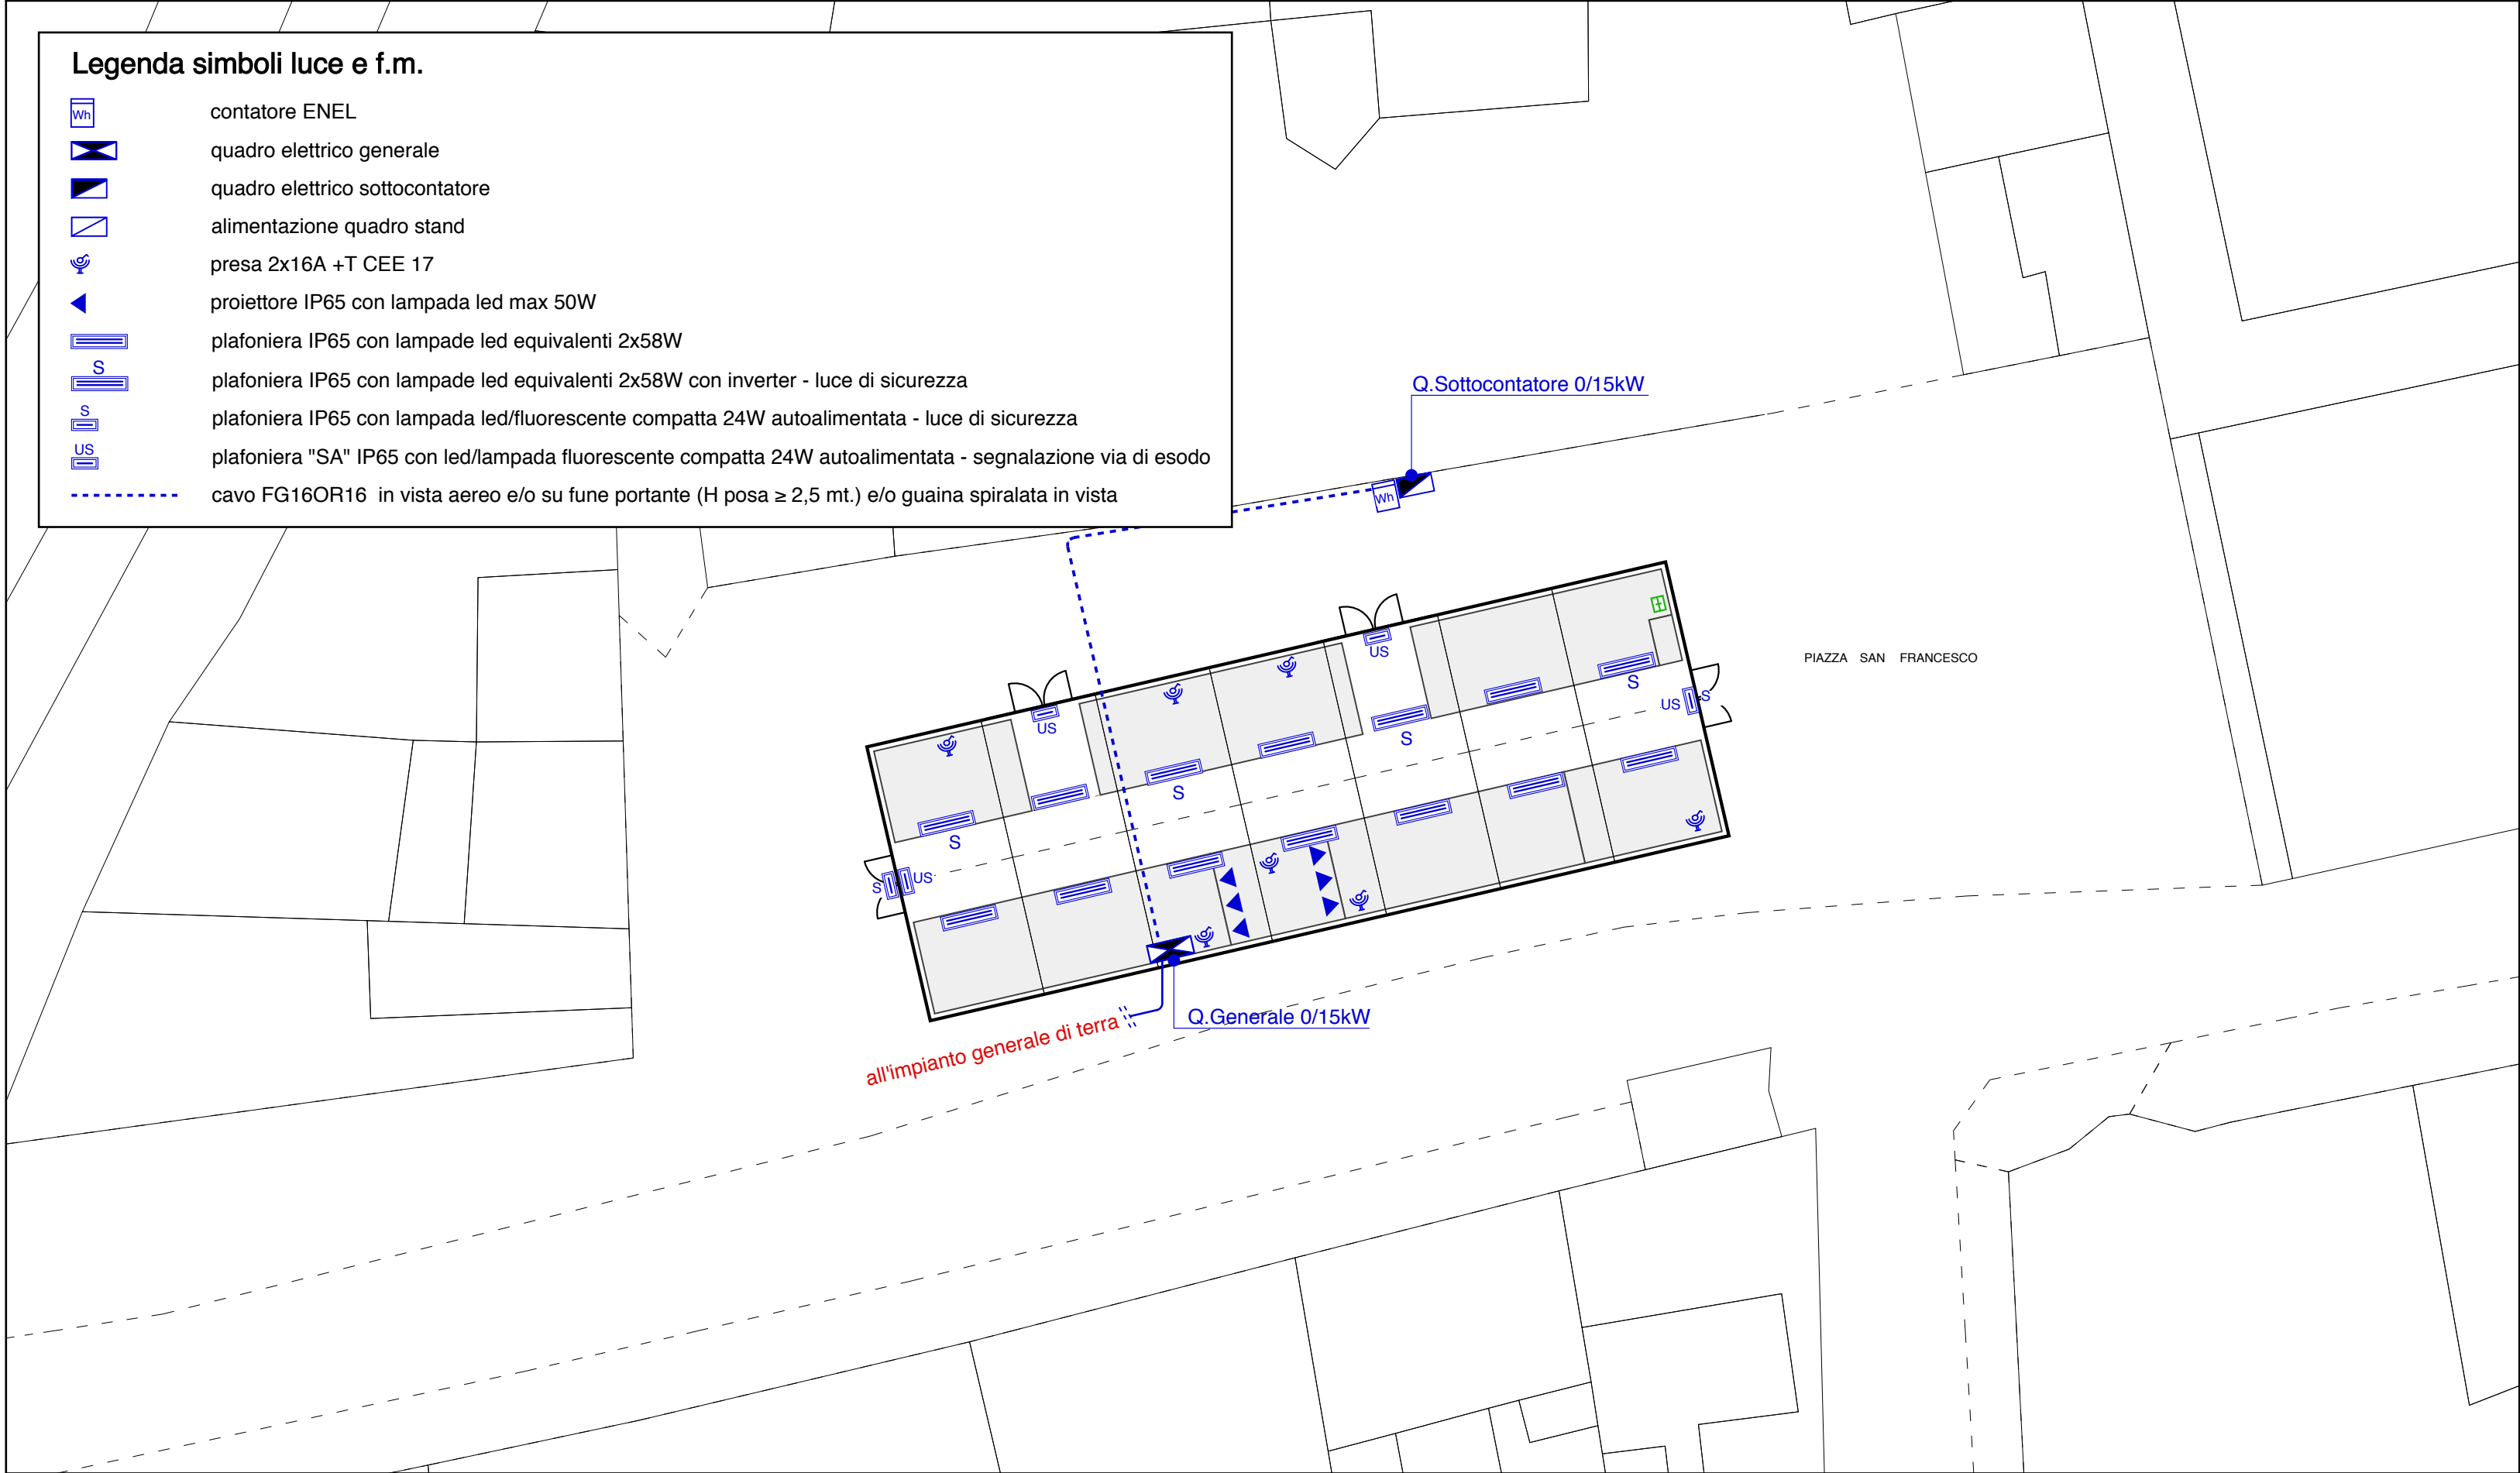 Legenda simboli luce e f.m.
Wh contatore ENEL
quadro elettrico generale
quadro elettrico sottocontatore
alimentazione quadro stand
presa 2x16A +T CEE 17
proiettore IP65 con lampada led max 50W
plafoniera IP65 con lampade led equivalenti 2x58W
S plafoniera IP65 con lampade led equivalenti 2x58W con inverter - luce di sicurezza
S plafoniera IP65 con lampada led/fluorescente compatta 24W autoalimentata - luce di sicurezza
US plafoniera "SA" IP65 con led/lampada fluorescente compatta 24W autoalimentata - segnalazione via di esodo
cavo FG16OR16 in vista aereo e/o su fune portante (H posa ≥ 2,5 mt.) e/o guaina spiralata in vista
Q.Sottocontatore 0/15kW
Wh
US
PIAZZA SAN FRANCESCO
S
US S
US
S
S
S
S US
Q.Generale 0/15kW
all'impianto generale di terra